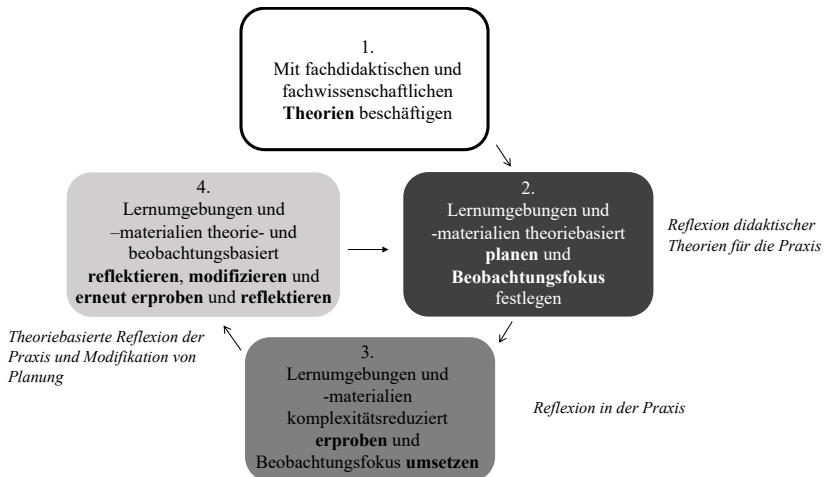 1.
Mit fachdidaktischen und
fachwissenschaftlichen
Theorien beschäftigen
2.
Lernumgebungen und
-materialien theoriebasiert
planen und
Beobachtungsfokus
festlegen
Reflexion didaktischer
Theorien für die Praxis
3.
Lernumgebungen und
-materialien
komplexitätsreduziert
erproben und
Beobachtungsfokus umsetzen
Reflexion in der Praxis
4.
Lernumgebungen und
–materialien theorie- und
beobachtungsbasiert
reflektieren, modifizieren und
erneut erproben und reflektieren
Theoriebasierte Reflexion der
Praxis und Modifikation von
Planung